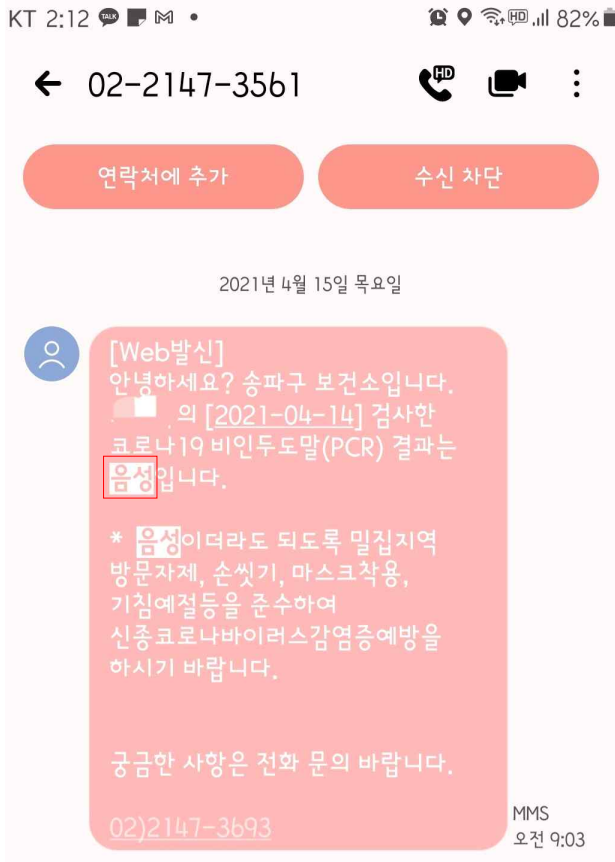 KT 2:12 TALK HD 82%
02-2147-3561 HD
연락처에 추가 수신 차단
2021년 4월 15일 목요일
[Web발신]
안녕하세요? 송파구 보건소입니다.
의 [2021-04-14] 검사한
코로나19 비인두도말(PCR) 결과는
음성입니다.
* 음성이더라도 되도록 밀집지역
방문자제, 손씻기, 마스크착용,
기침예절등을 준수하여
신종코로나바이러스감염증예방을
하시기 바랍니다.
궁금한 사항은 전화 문의 바랍니다.
02)2147-3693
MMS
오전 9:03